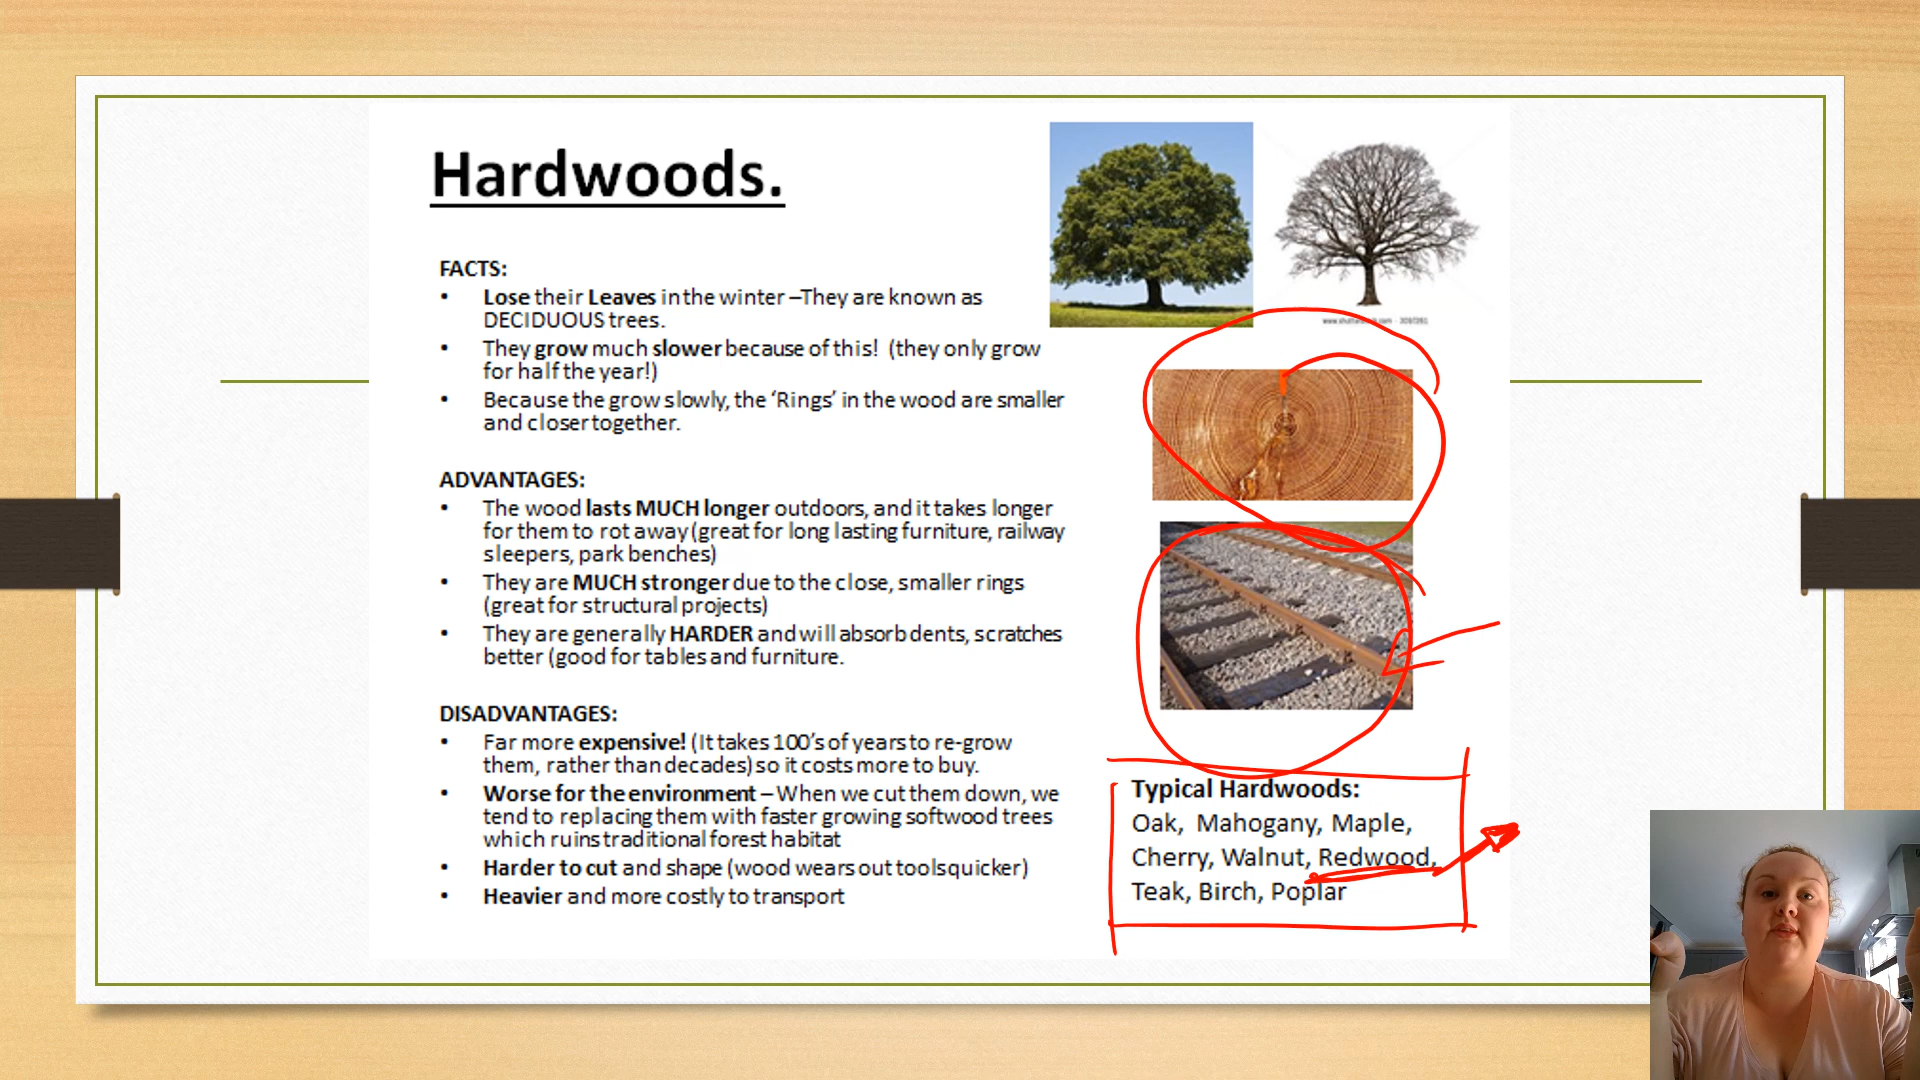 Hardwoods.
FACTS:
• Lose their Leaves in the winter –They are known as
DECIDUOUS trees.
• They grow much slower because of this! (they only grow
for half the year!)
• Because the grow slowly, the ‘Rings’ in the wood are smaller
and closer together.
ADVANTAGES:
• The wood lasts MUCH longer outdoors, and it takes longer
for them to rot away (great for long lasting furniture, railway
sleepers, park benches)
• They are MUCH stronger due to the close, smaller rings
(great for structural projects)
• They are generally HARDER and will absorb dents, scratches
better (good for tables and furniture.
DISADVANTAGES:
• Far more expensive! (It takes 100’s of years to re-grow
them, rather than decades) so it costs more to buy.
• Worse for the environment – When we cut them down, we
tend to replacing them with faster growing softwood trees
which ruins traditional forest habitat
• Harder to cut and shape (wood wears out tools quicker)
• Heavier and more costly to transport
Typical Hardwoods:
Oak, Mahogany, Maple,
Cherry, Walnut, Redwood,
Teak, Birch, Poplar